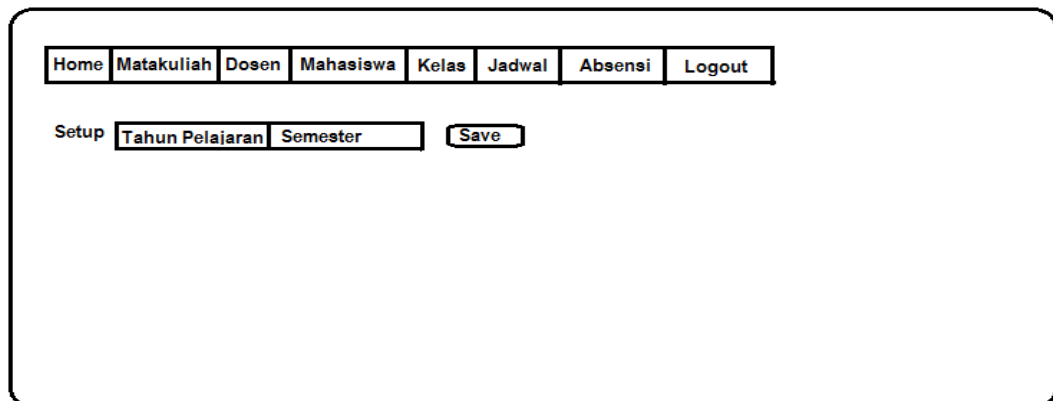 Home Matakuliah Dosen Mahasiswa Kelas Jadwal Absensi Logout
Setup Tahun Pelajaran Semester Save